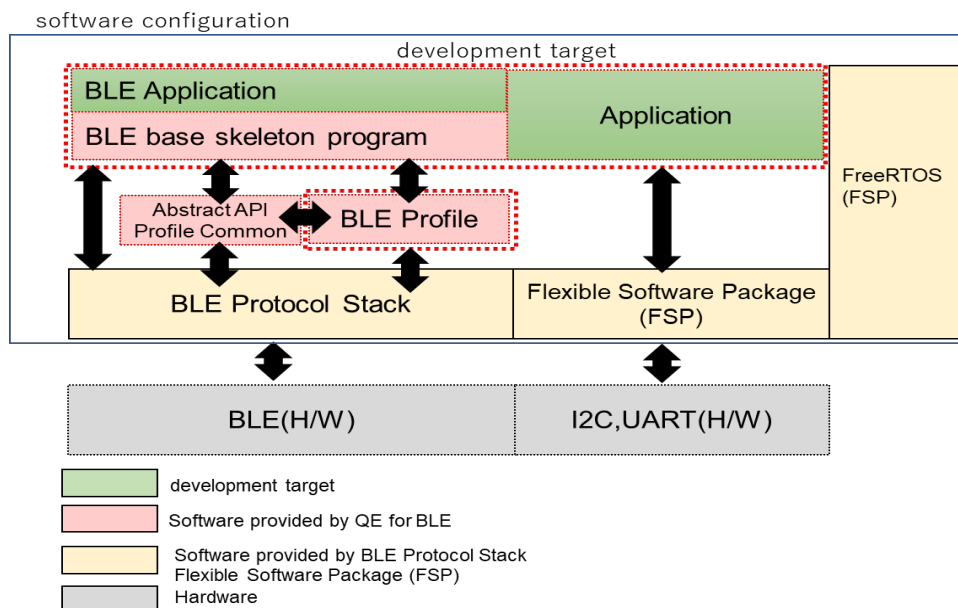 software configuration
development target
BLE Application
BLE base skeleton program
Application
FreeRTOS
(FSP)
Abstract API
Profile Common
BLE Profile
BLE Protocol Stack
Flexible Software Package
(FSP)
BLE(H/W)
I2C,UART(H/W)
development target
Software provided by QE for BLE
Software provided by BLE Protocol Stack
Flexible Software Package (FSP)
Hardware